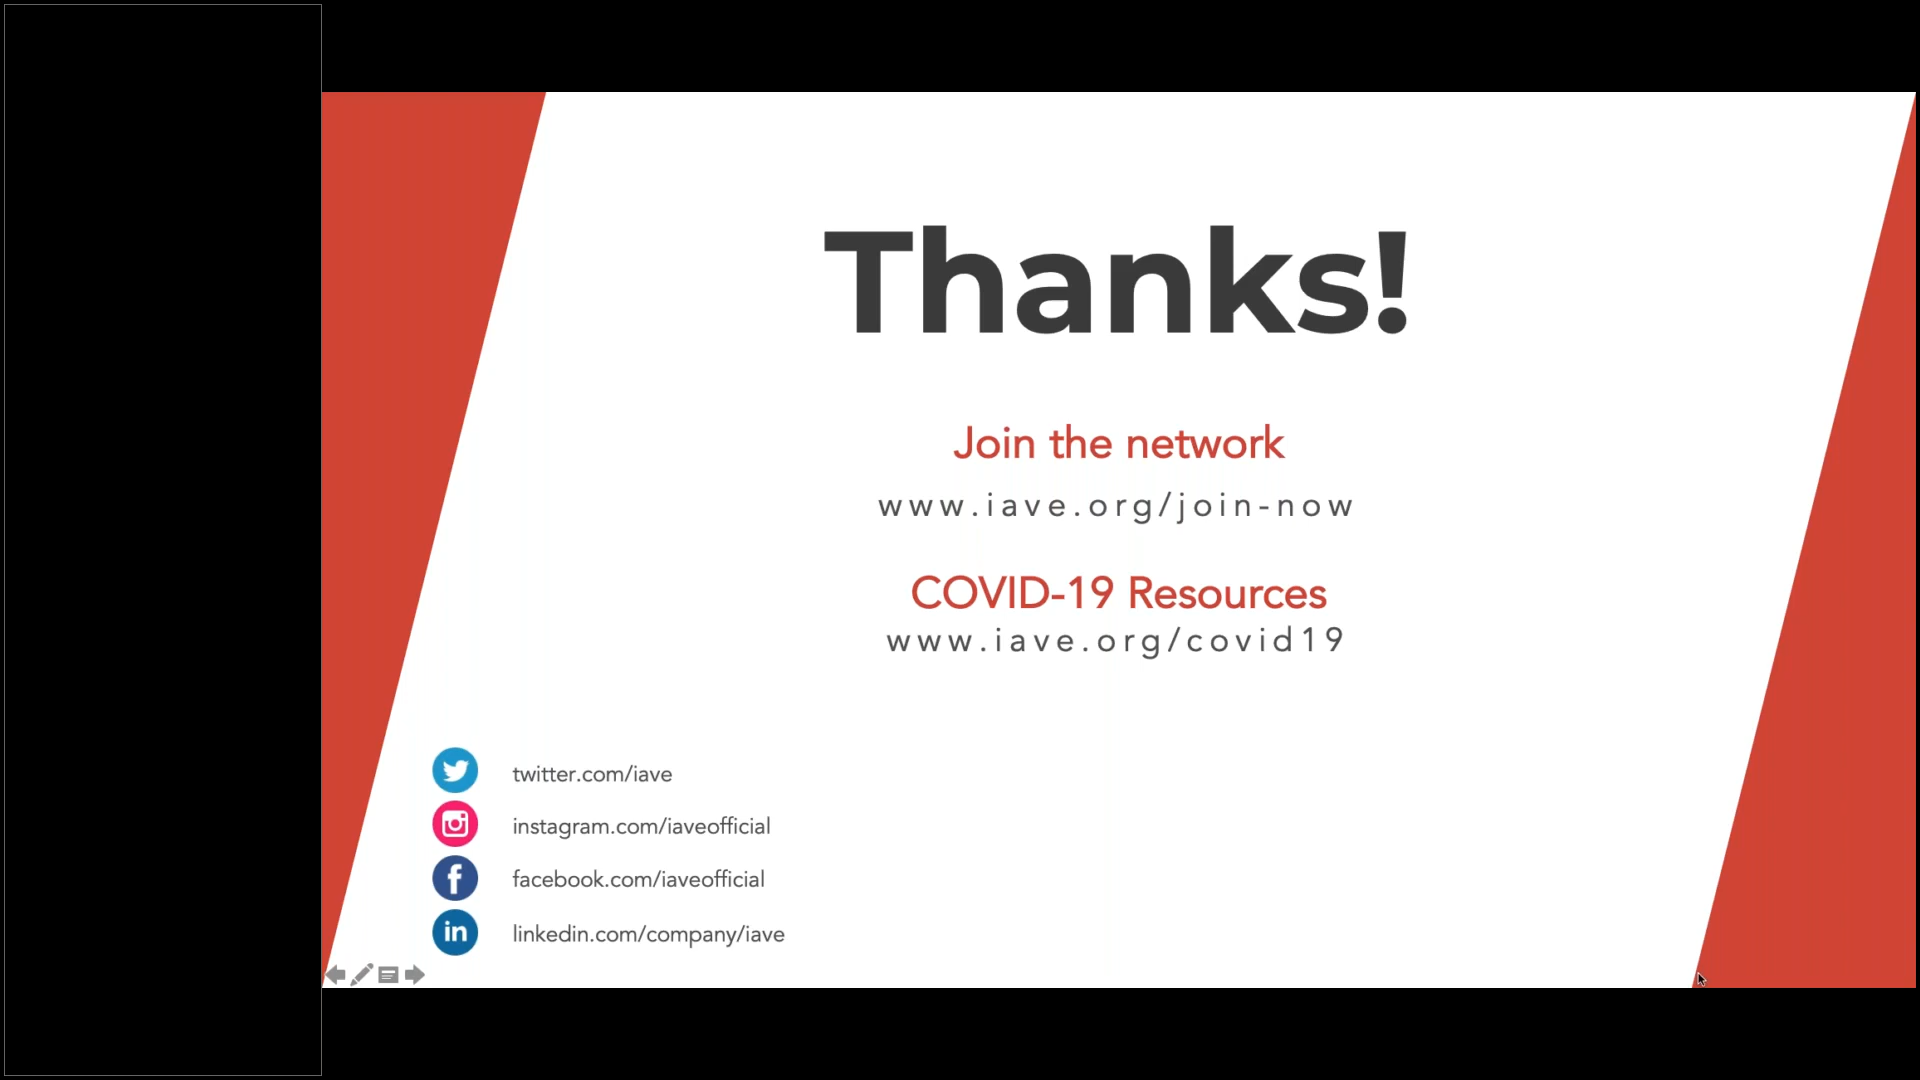 Thanks!
Join the network
www.iave.org/join-now
COVID-19 Resources
www.iave.org/covid19
twitter.com/iave
instagram.com/iaveofficial
facebook.com/iaveofficial
in
linkedin.com/company/iave